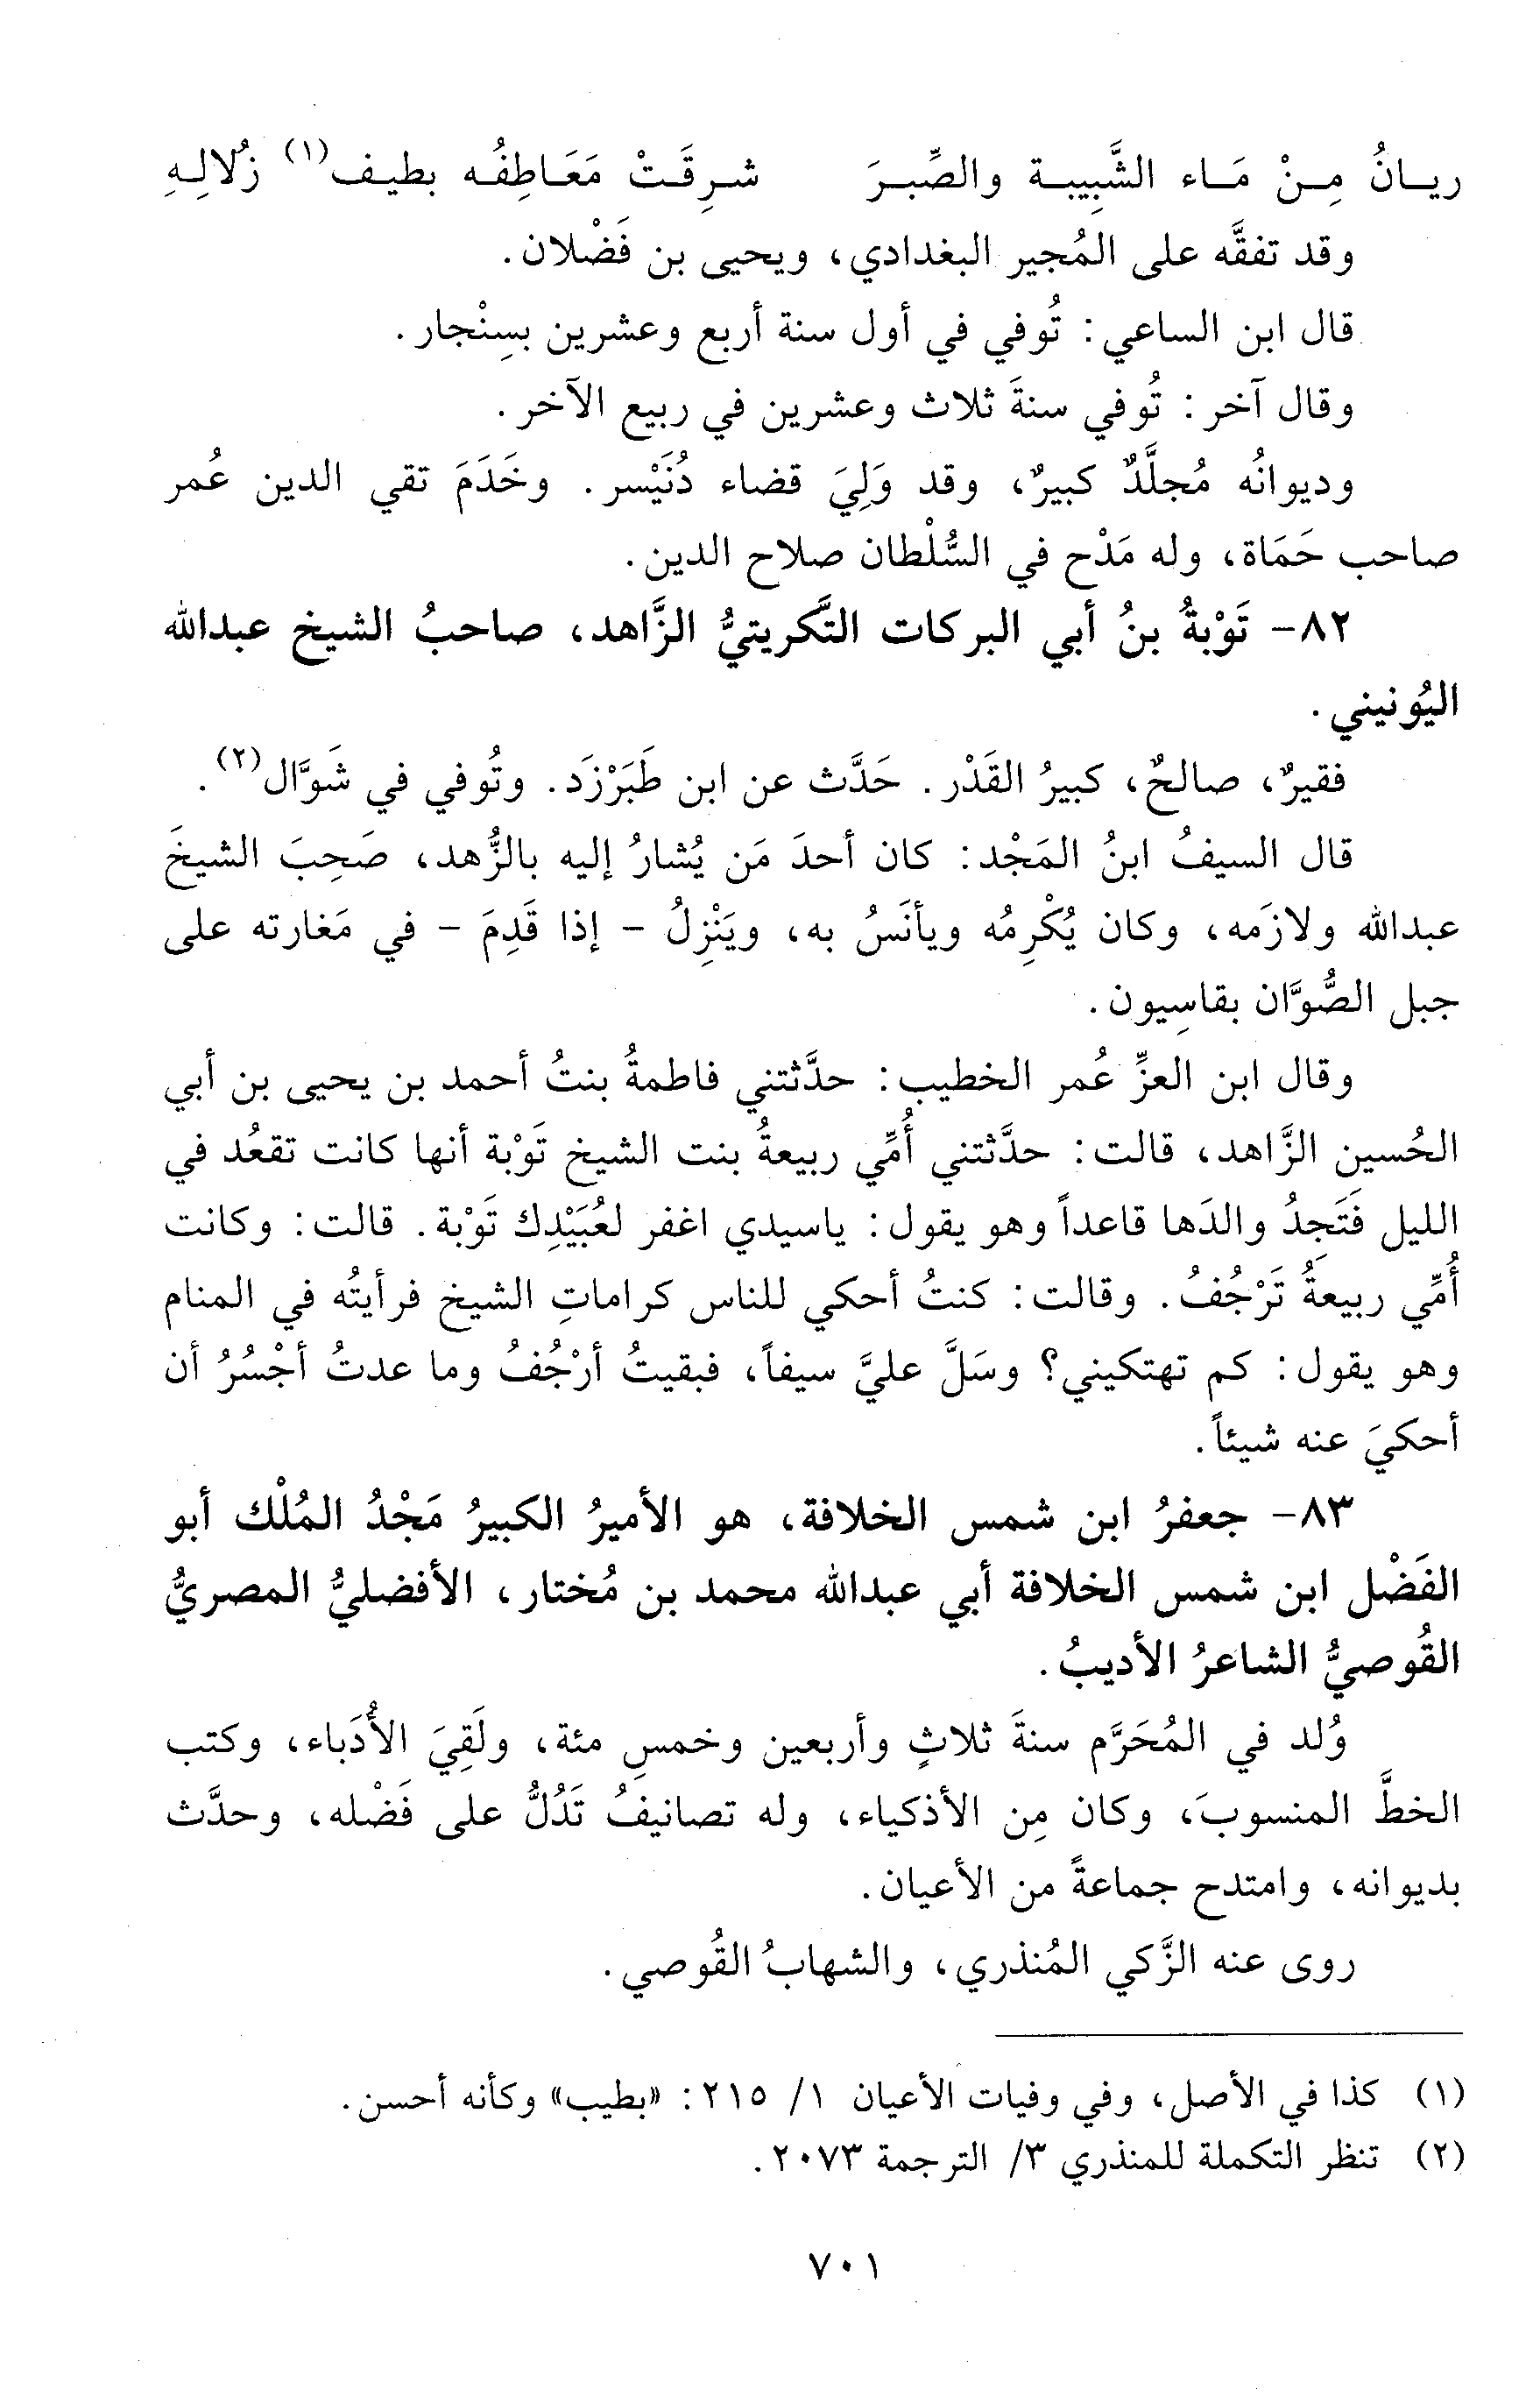 ريانُ مِنْ مَاء الشَّبِيبة والصِّبرَ شرِقَتْ مَعَاطِفُه بطيف(١) زُلالِهِ
وقد تفقَّه على المُجير البغدادي، ويحيى بن فَضْلان.
قال ابن الساعي: تُوفي في أول سنة أربع وعشرين بسِنْجار.
وقال آخر: تُوفي سنةَ ثلاث وعشرين في ربيع الآخر.
وديوانُه مُجلَّدٌ كبيرٌ، وقد وَلِيَ قضاء دُنَيْسر. وخَدَمَ تقي الدين عُمر
صاحب حَمَاة، وله مَدْح في السُّلْطان صلاح الدين.
٨٢- تَوْبةُ بنُ أبي البركات التَّكريتيُّ الزَّاهد، صاحبُ الشيخ عبدالله
اليُونيني.
فقيرٌ، صالحٌ، كبيرُ القَدْر. حَدَّث عن ابن طَبَرْزَد. وتُوفي في شَوَّال(٢).
قال السيفُ ابنُ المَجْد: كان أحدَ مَن يُشارُ إليه بالزُّهد، صَحِبَ الشيخَ
عبدالله ولازَمه، وكان يُكْرِمُه ويأنَسُ به، ويَنْزِلُ - إذا قَدِمَ - في مَغارته على
جبل الصُّوَّان بقاسِيون.
وقال ابن العزِّ عُمر الخطيب: حدَّثتني فاطمةُ بنتُ أحمد بن يحيى بن أبي
الحُسين الزَّاهد، قالت: حدَّثتني أُمِّي ربيعةُ بنت الشيخ تَوْبة أنها كانت تقعُد في
الليل فَتَجِدُ والدَها قاعداً وهو يقول: ياسيدي اغفر لعُبَيْدِك تَوْبة. قالت: وكانت
أُمِّي ربيعةُ تَرْجُفُ. وقالت: كنتُ أحكي للناس كراماتِ الشيخ فرأيتُه في المنام
وهو يقول: كم تهتكيني؟ وسَلَّ عليَّ سيفاً، فبقيتُ أرْجُفُ وما عدتُ أجْسُرُ أن
أحكيَ عنه شيئاً.
٨٣- جعفرُ ابن شمس الخلافة، هو الأميرُ الكبيرُ مَجْدُ المُلْك أبو
الفَضْل ابن شمس الخلافة أبي عبدالله محمد بن مُختار، الأفضليُّ المصريُّ
القُوصيُّ الشاعرُ الأديبُ.
وُلد في المُحَرَّم سنةَ ثلاثٍ وأربعين وخمسِ مئة، ولَقِيَ الأُدَباء، وكتب
الخطَّ المنسوبَ، وكان مِن الأذكياء، وله تصانيفُ تَدُلُّ على فَضْله، وحدَّث
بديوانه، وامتدح جماعةً من الأعيان.
روى عنه الزَّكي المُنذري، والشهابُ القُوصي.
(١) كذا في الأصل، وفي وفيات الأعيان ١/ ٢١٥: «بطيب» وكأنه أحسن.
(٢) تنظر التكملة للمنذري ٣/ الترجمة ٢٠٧٣.
٧٠١